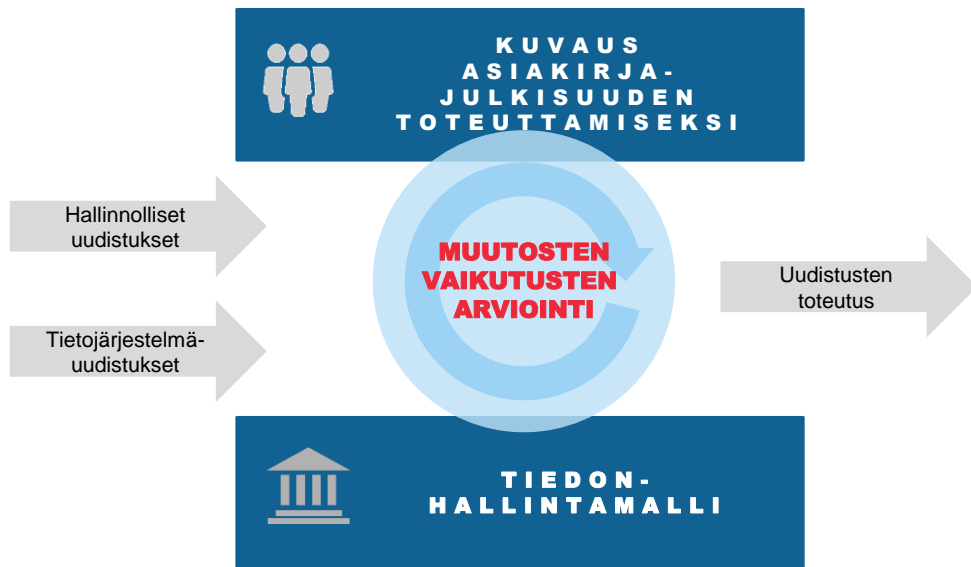 KUVAUS
ASIAKIRJA-
JULKISUUDEN
TOTEUTTAMISEKSI
Hallinnolliset
uudistukset
MUUTOSTEN
VAIKUTUSTEN
ARVIOINTI
Uudistusten
toteutus
Tietojärjestelmä-
uudistukset
TIEDON-
HALLINTAMALLI